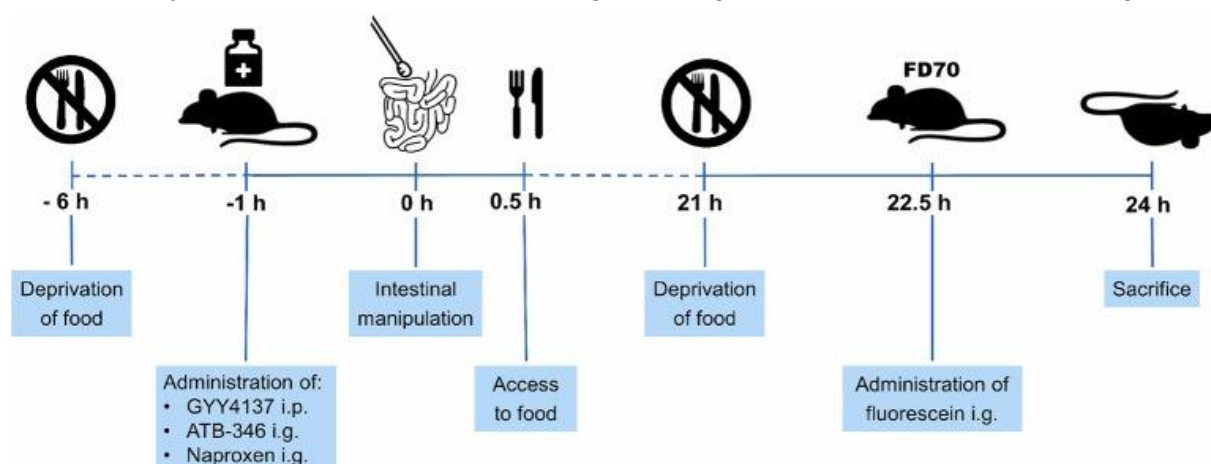 FD70
- 6 h
-1 h
0 h
0.5 h
21 h
22.5 h
24 h
Deprivation
of food
Intestinal
manipulation
Deprivation
of food
Sacrifice
Administration of:
• GYY4137 i.p.
• ATB-346 i.g.
• Naproxen i.g.
Access
to food
Administration of
fluorescein i.g.